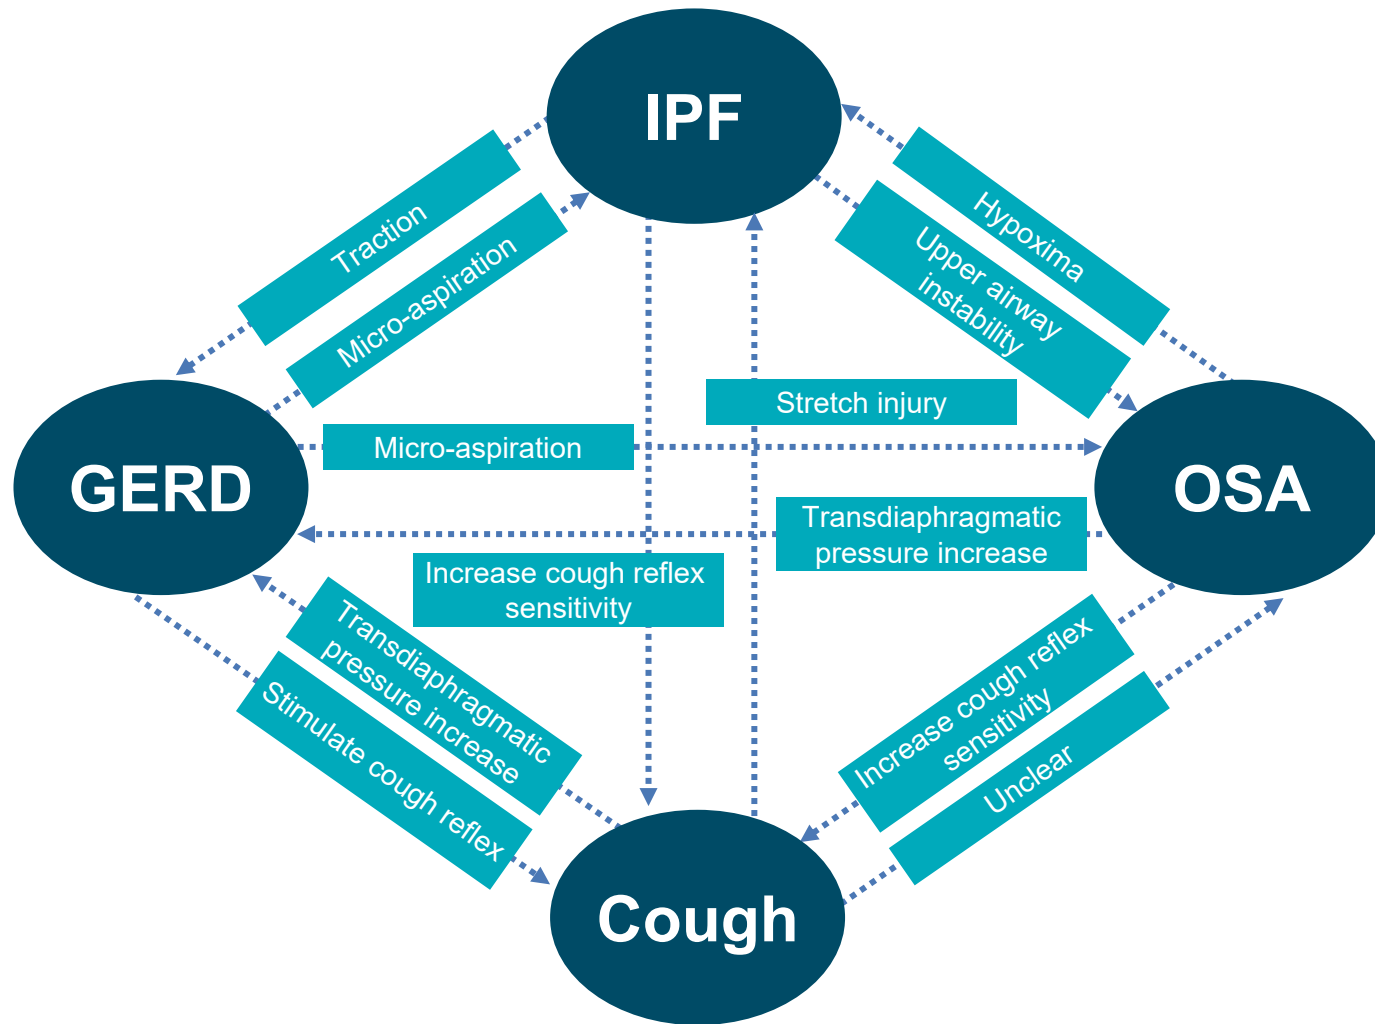 IPF
Traction
Micro-aspiration
Hypoxima
Upper airway
instability
Stretch injury
Micro-aspiration
GERD
OSA
Transdiaphragmatic
pressure increase
Increase cough reflex
sensitivity
Transdiaphragmatic
pressure increase
Stimulate cough reflex
Increase cough reflex
sensitivity
Unclear
Cough